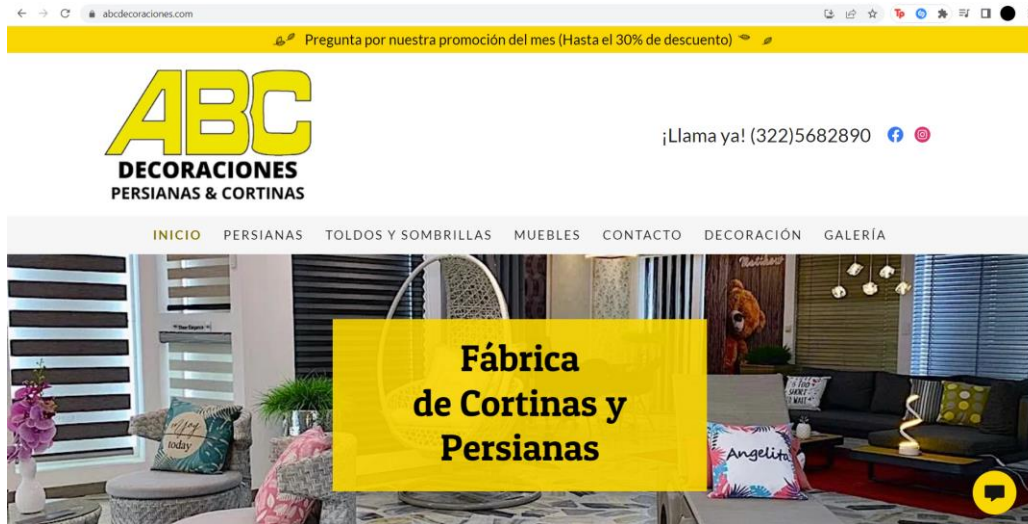 abcdecoraciones.com
Pregunta por nuestra promoción del mes (Hasta el 30% de descuento)
ABC
DECORACIONES
PERSIANAS & CORTINAS
¡Llama ya! (322)5682890
INICIO PERSIANAS TOLDOS Y SOMBRILLAS MUEBLES CONTACTO DECORACIÓN GALERÍA
Fábrica
de Cortinas y
Persianas
today
Angelita